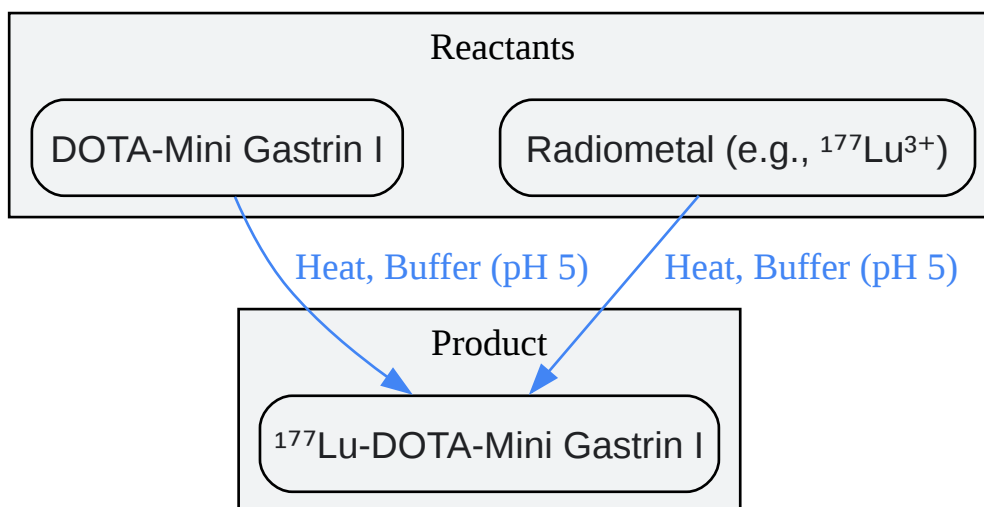 Reactants
DOTA-Mini Gastrin I
Radiometal (e.g., ¹⁷⁷Lu³⁺)
Heat, Buffer (pH 5)
Heat, Buffer (pH 5)
Product
¹⁷⁷Lu-DOTA-Mini Gastrin I